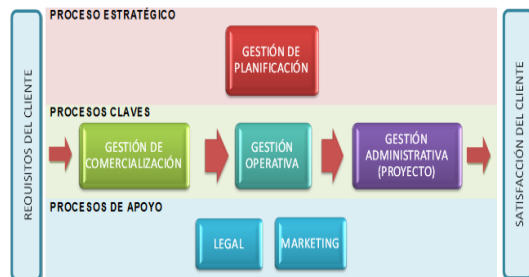 REQUISITOS DEL CLIENTE
PROCESO ESTRATÉGICO
GESTIÓN DE
PLANIFICACIÓN
PROCESOS CLAVES
GESTIÓN DE
COMERCIALIZACIÓN
GESTIÓN
OPERATIVA
GESTIÓN
ADMINISTRATIVA
(PROYECTO)
PROCESOS DE APOYO
LEGAL
MARKETING
SATISFACCIÓN DEL CLIENTE